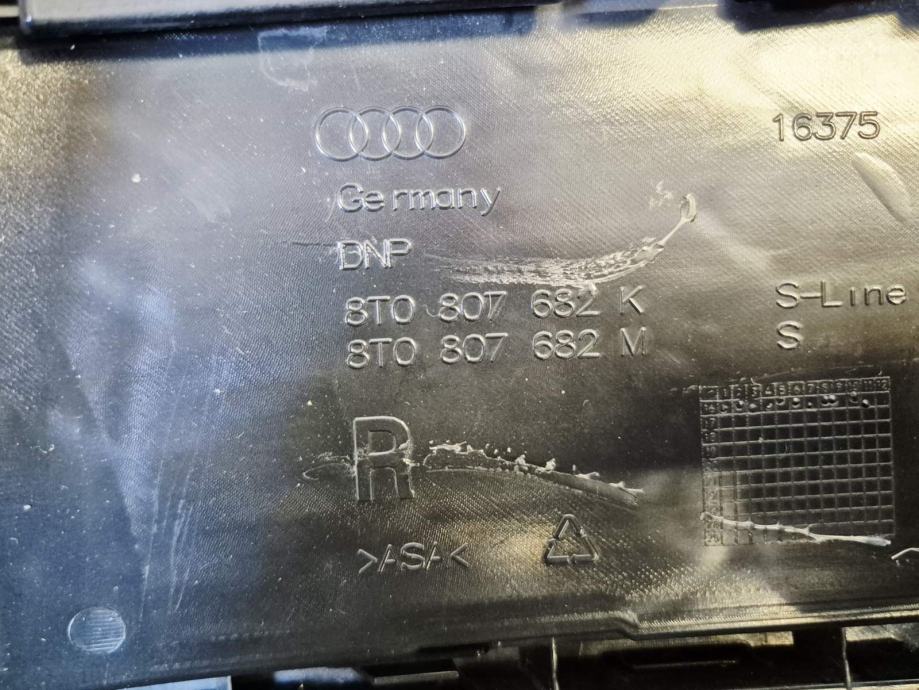 16375
Germany
DNP
8T0 807 682 K S-Line
8T0 807 682 M S
R
>ASA<